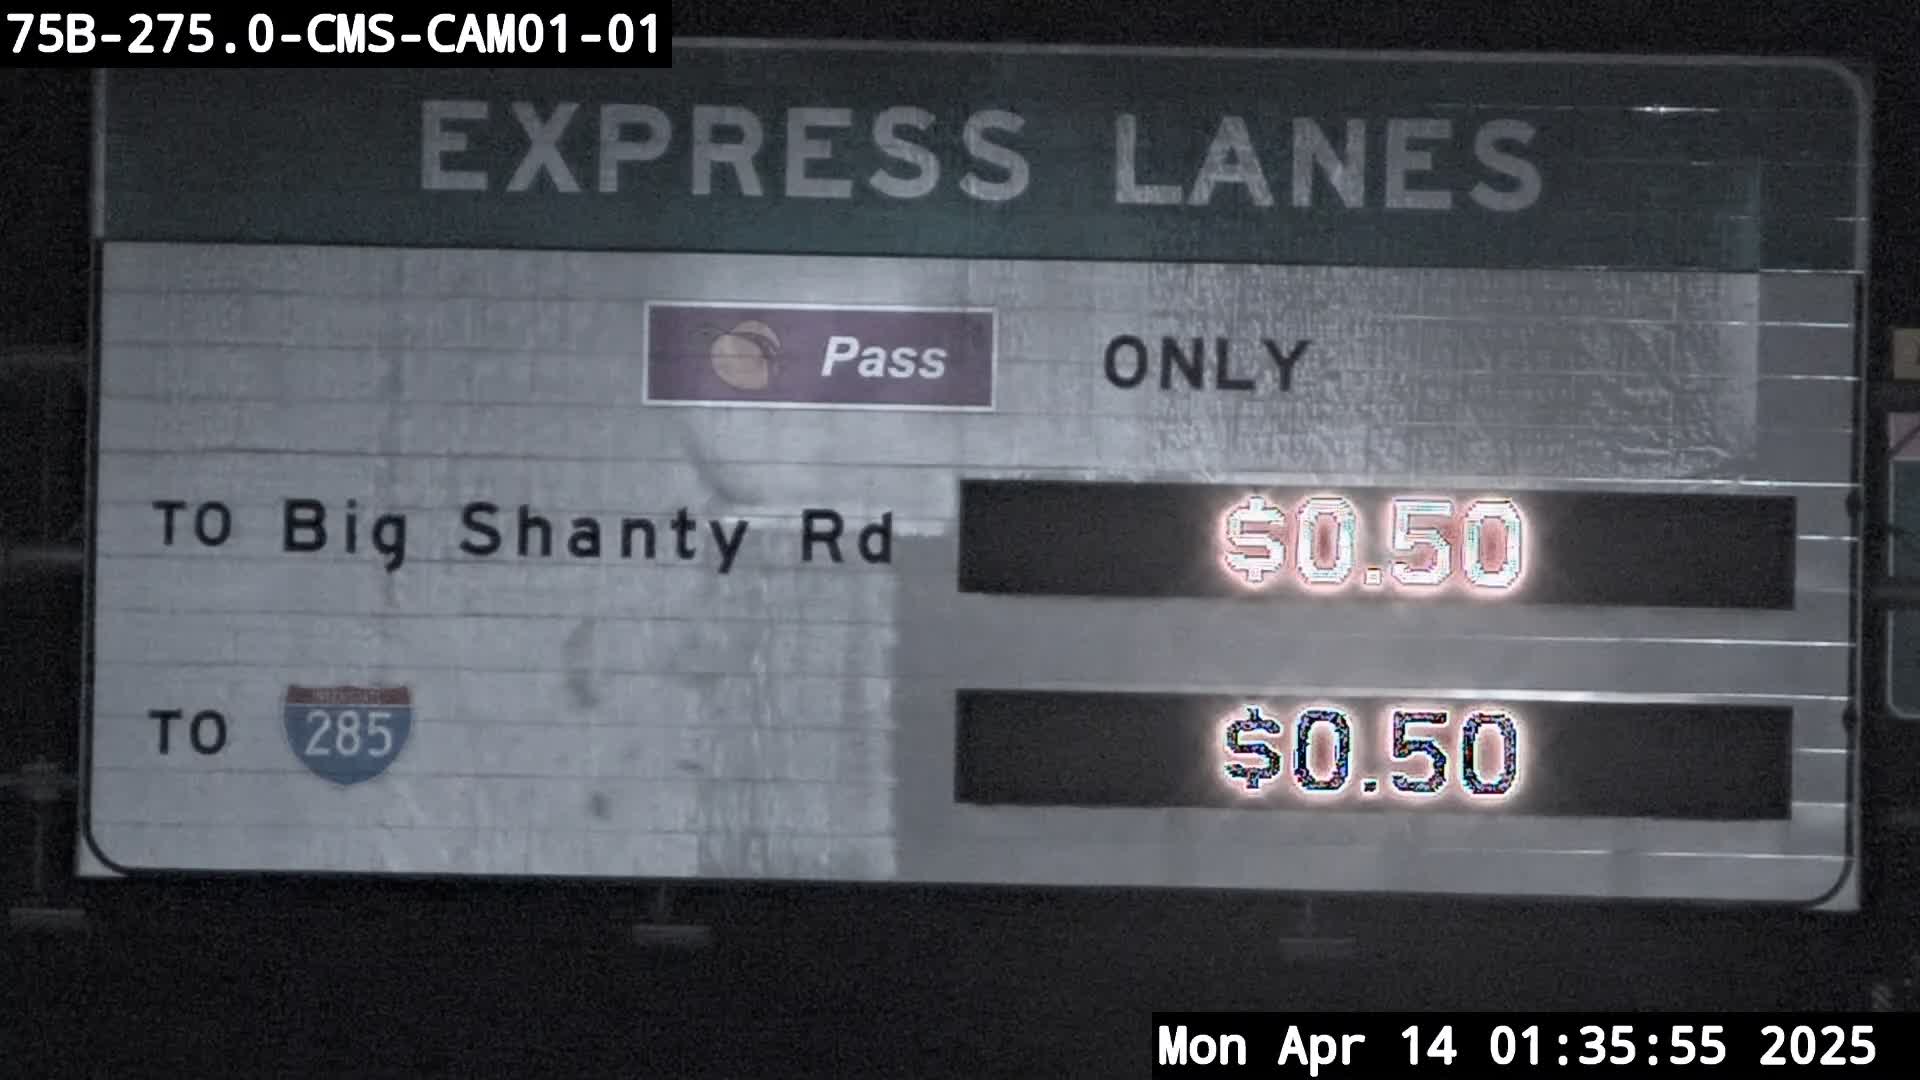 75B-275.0-CMS-CAM01-01
EXPRESS LANES
Pass ONLY
TO Big Shanty Rd $0.50
INTERSTATE
TO 285 $0.50
Mon Apr 14 01:35:55 2025